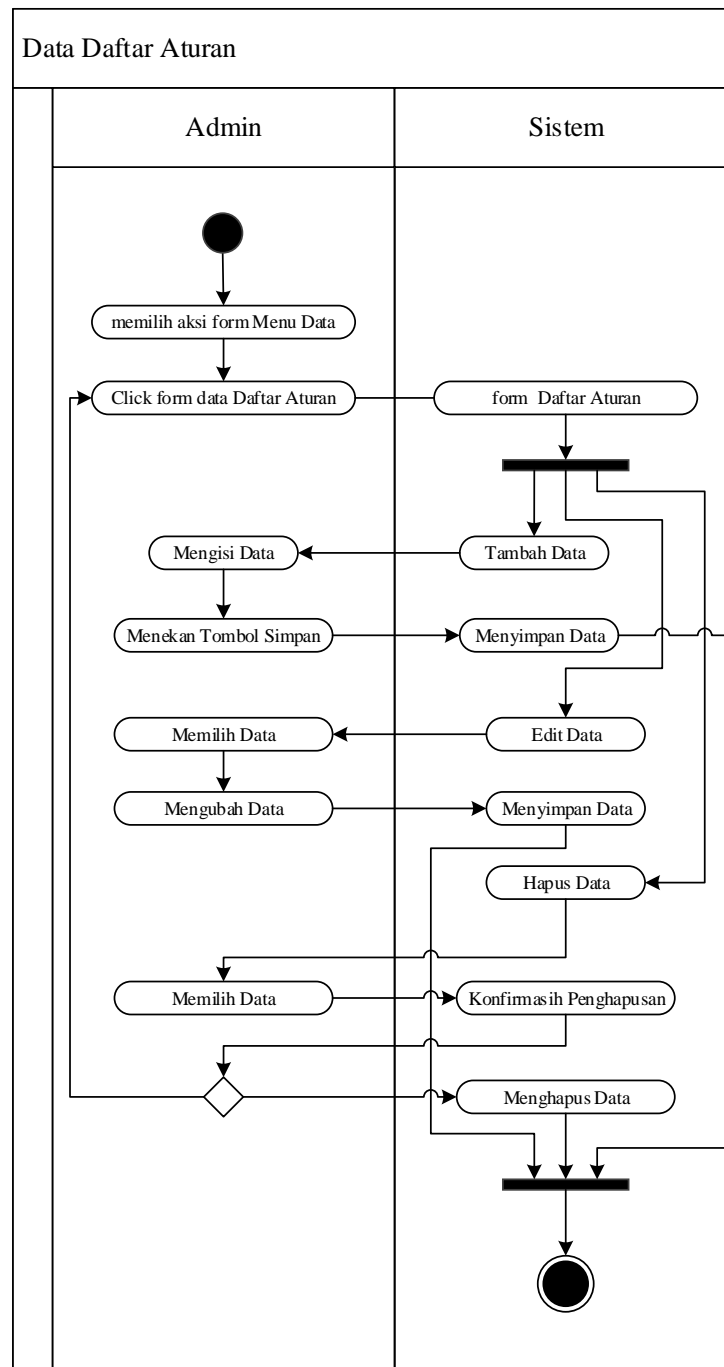 Data Daftar Aturan
Admin
Sistem
memilih aksi form Menu Data
Click form data Daftar Aturan
form Daftar Aturan
Mengisi Data
Tambah Data
Menekan Tombol Simpan
Menyimpan Data
Memilih Data
Edit Data
Mengubah Data
Menyimpan Data
Hapus Data
Memilih Data
Konfirmasih Penghapusan
Menghapus Data